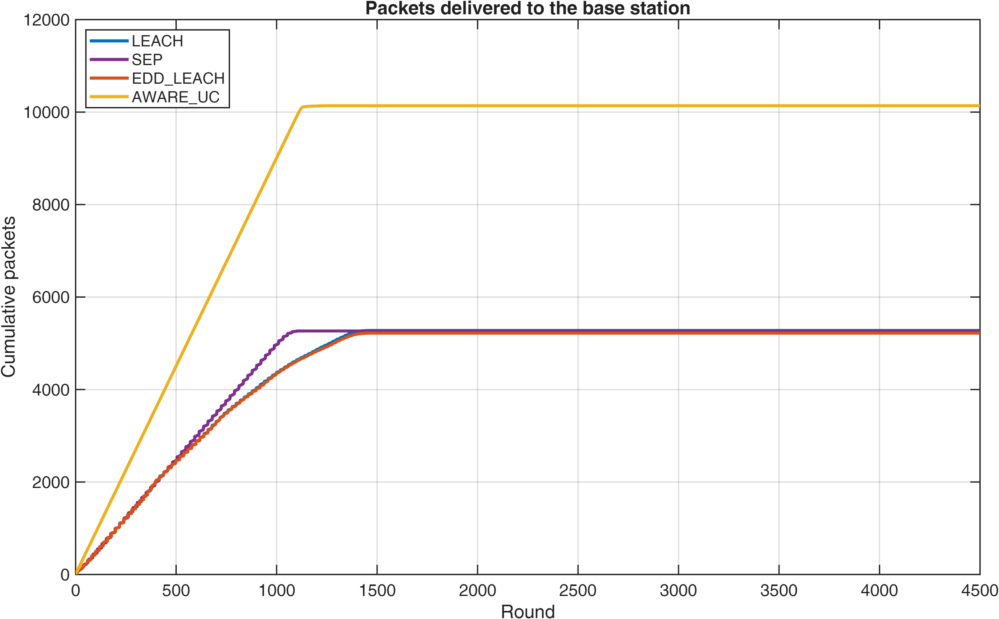 Packets delivered to the base station
12000
10000
8000
6000
4000
2000
0
Cumulative packets
LEACH
SEP
EDD_LEACH
AWARE_UC
0 500 1000 1500 2000 2500 3000 3500 4000 4500
Round